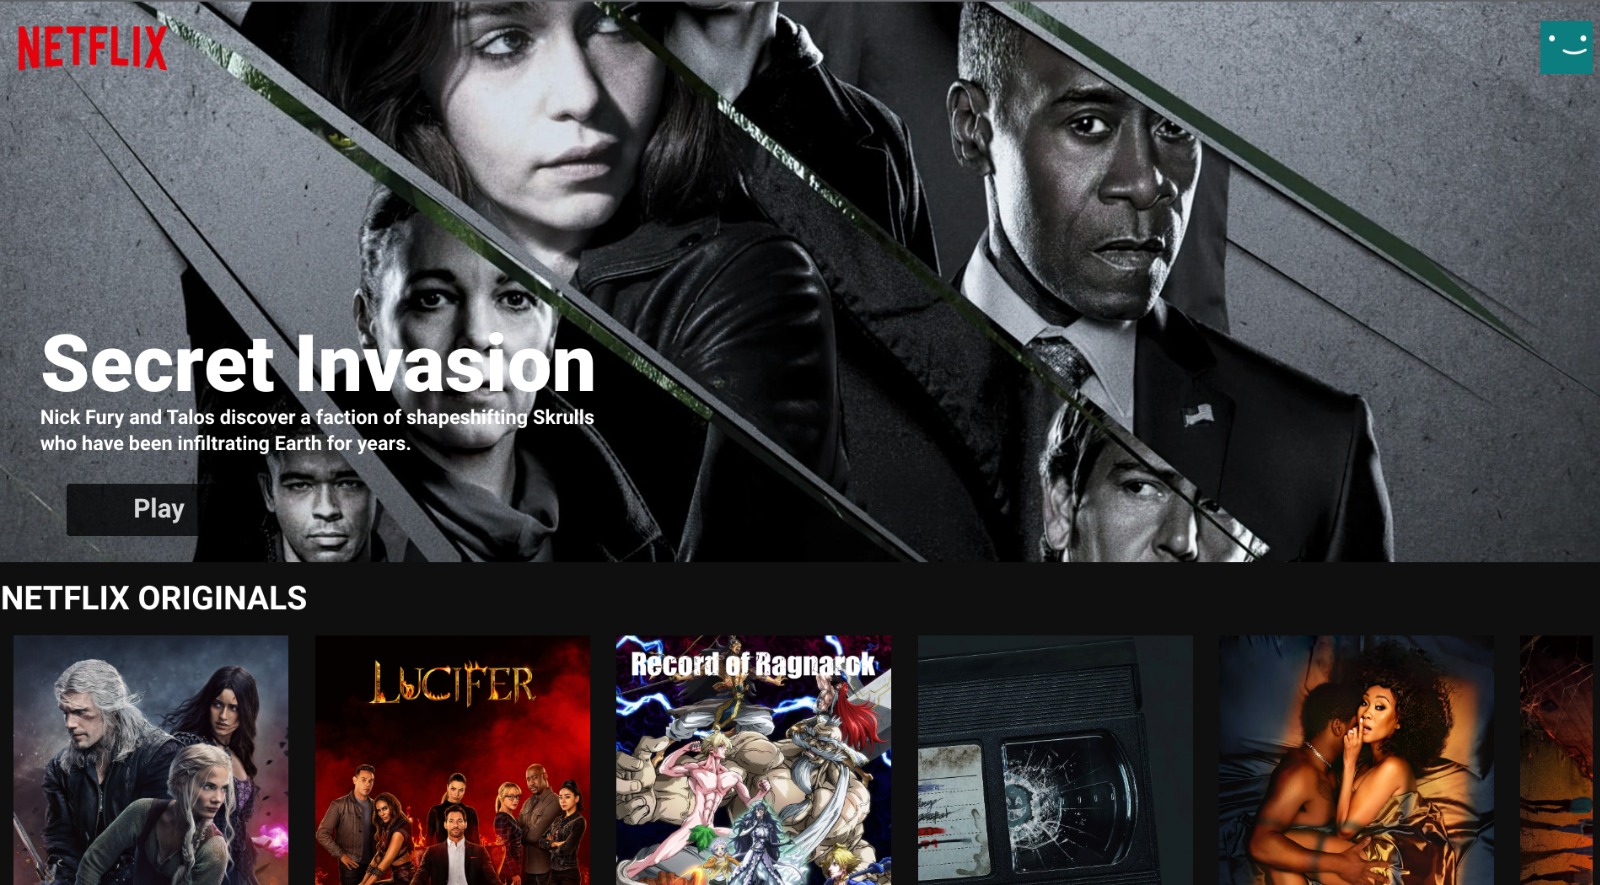 NETFLIX
Secret Invasion
Nick Fury and Talos discover a faction of shapeshifting Skrulls
who have been infiltrating Earth for years.
Play
NETFLIX ORIGINALS
LUCIFER
Record of Ragnarok